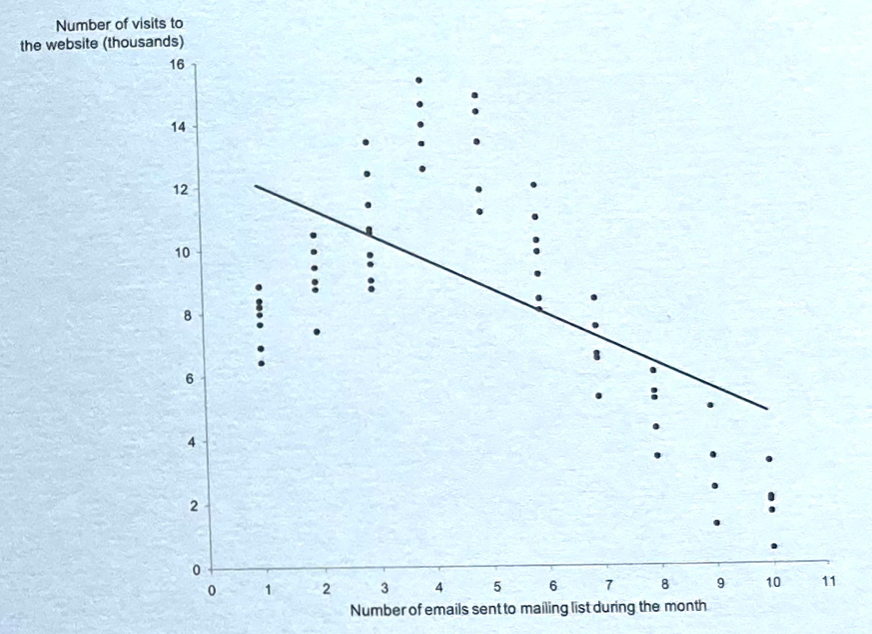 Number of visits to
the website (thousands)
16
14
12
10
8
6
4
2
0
0 1 2 3 4 5 6 7 8 9 10 11
Number of emails sent to mailing list during the month